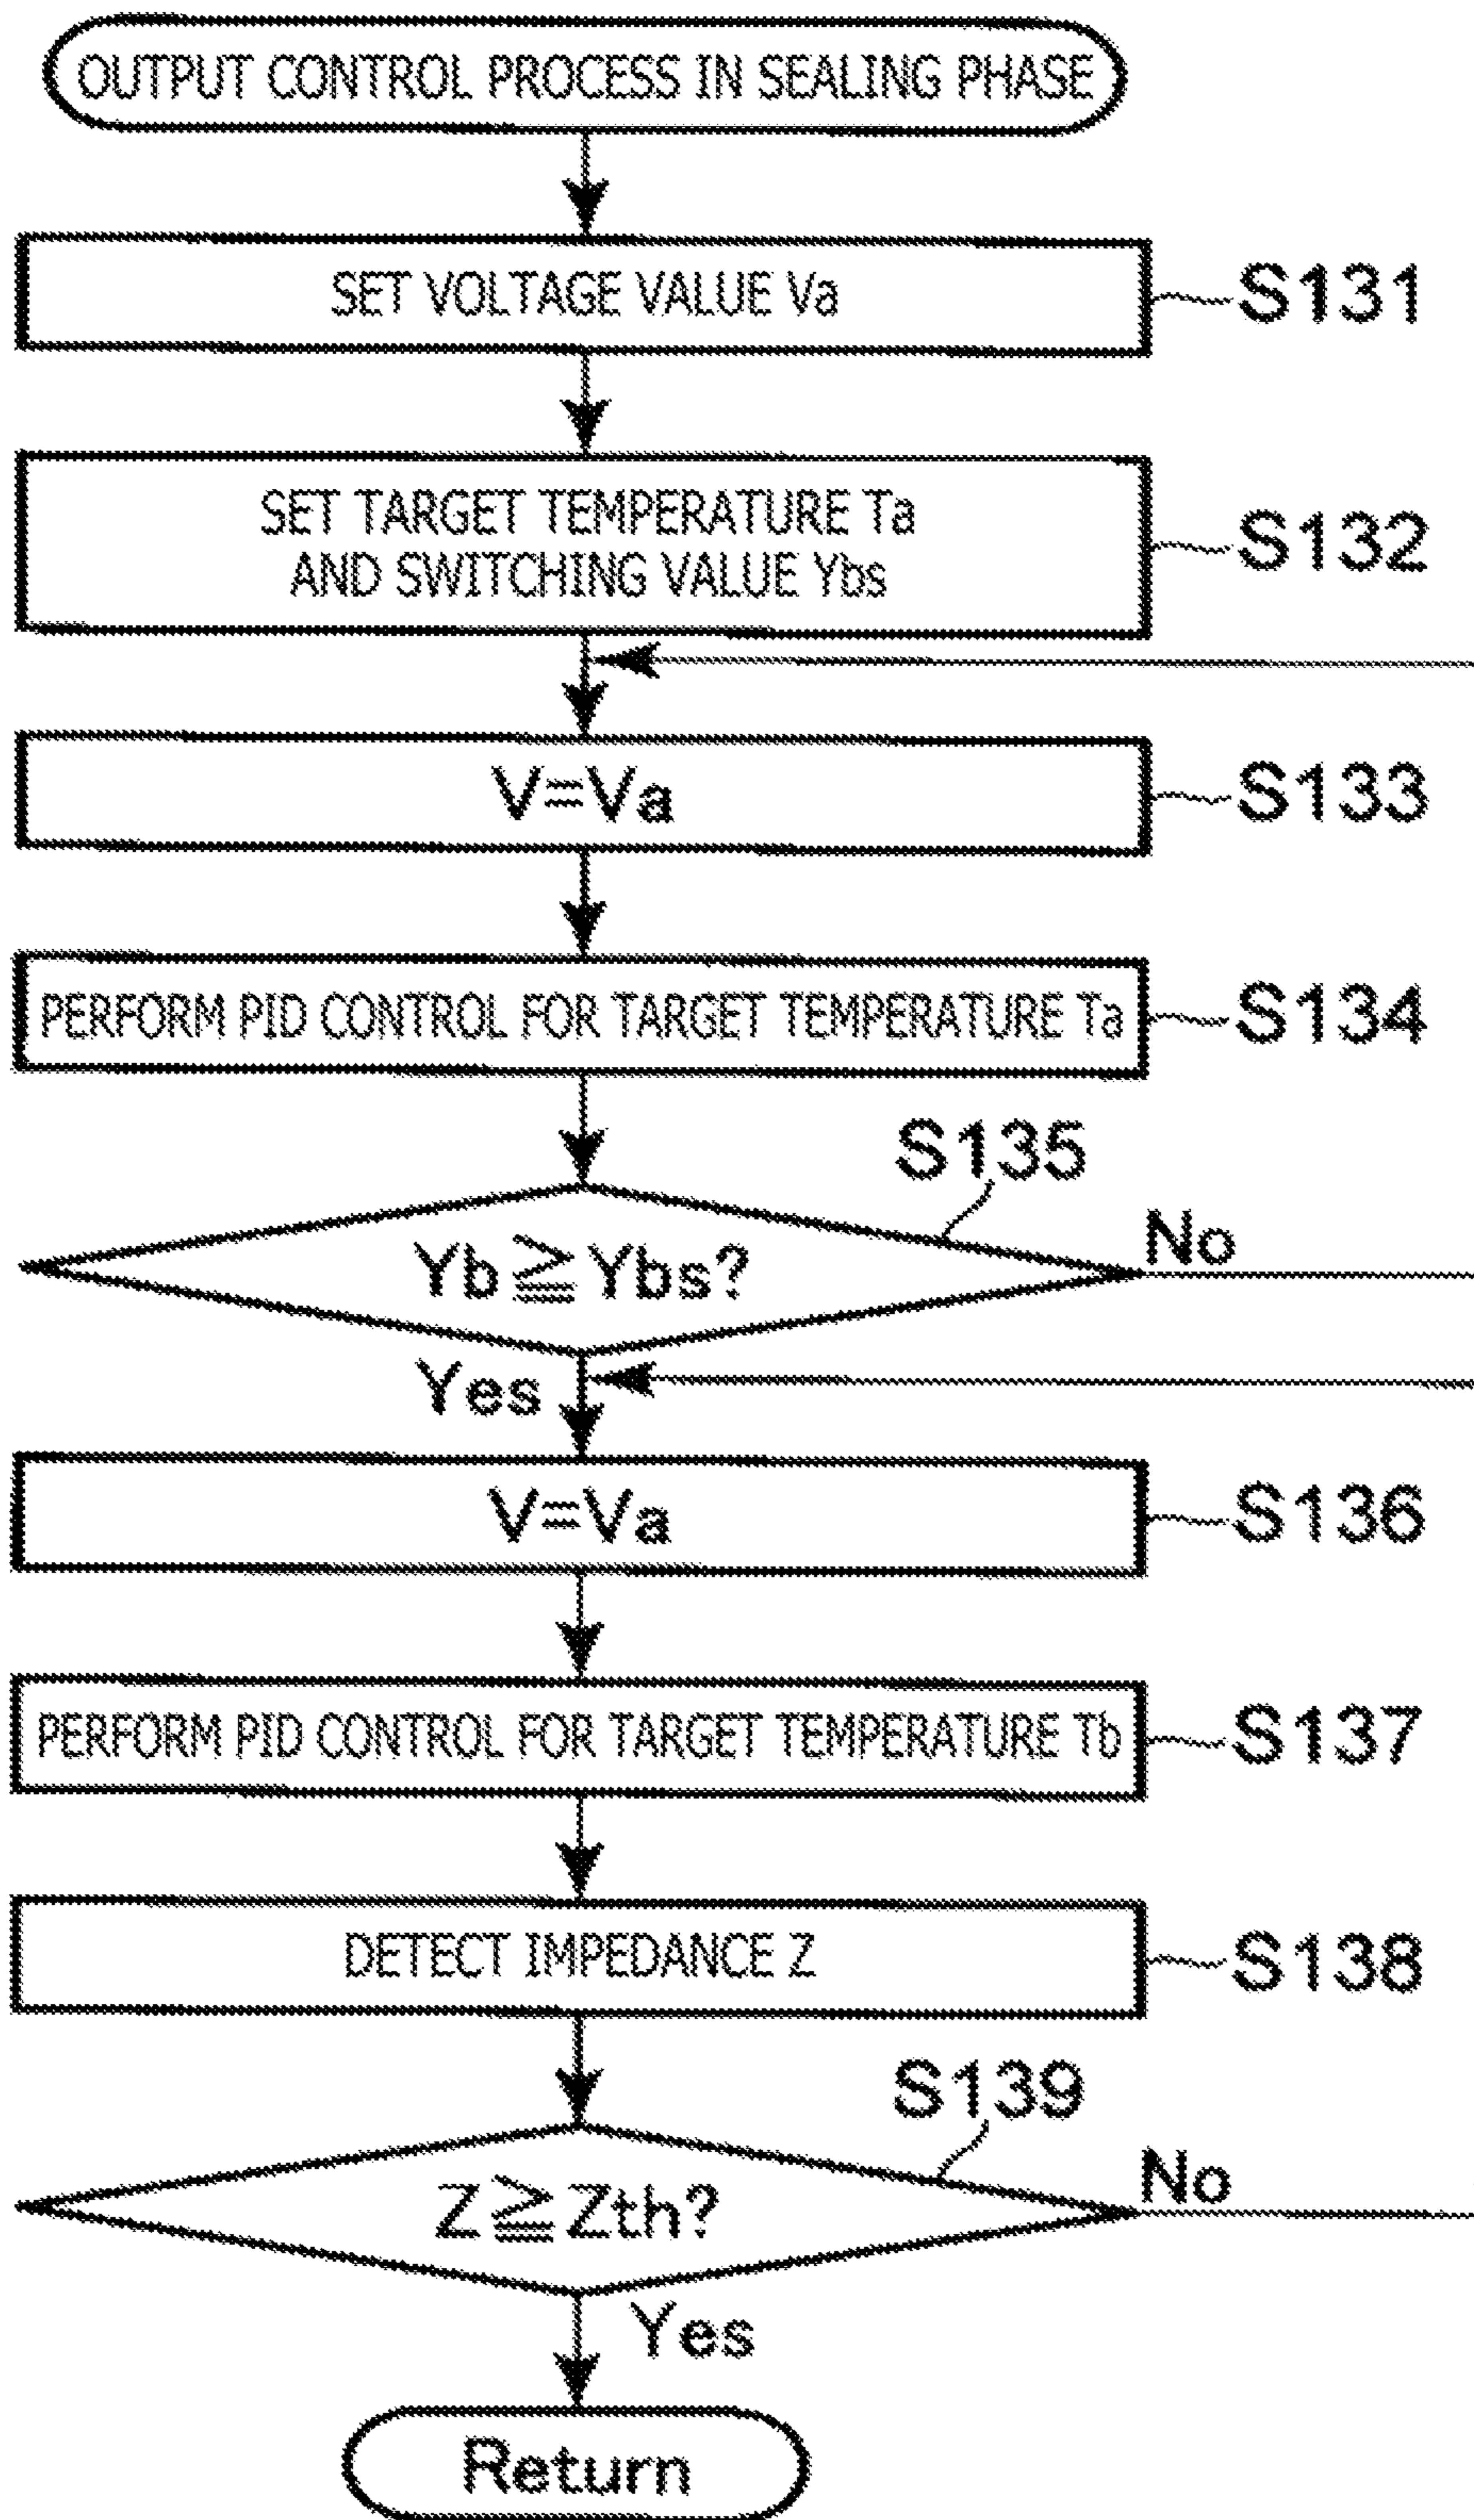 OUTPUT CONTROL PROCESS IN SEALING PHASE
SET VOLTAGE VALUE Va
S131
SET TARGET TEMPERATURE Ta
AND SWITCHING VALUE Ybs
S132
V=Va
S133
PERFORM PID CONTROL FOR TARGET TEMPERATURE Ta
S134
S135
Yb≧Ybs?
No
Yes
V=Va
S136
PERFORM PID CONTROL FOR TARGET TEMPERATURE Tb
S137
DETECT IMPEDANCE Z
S138
S139
Z≧Zth?
No
Yes
Return